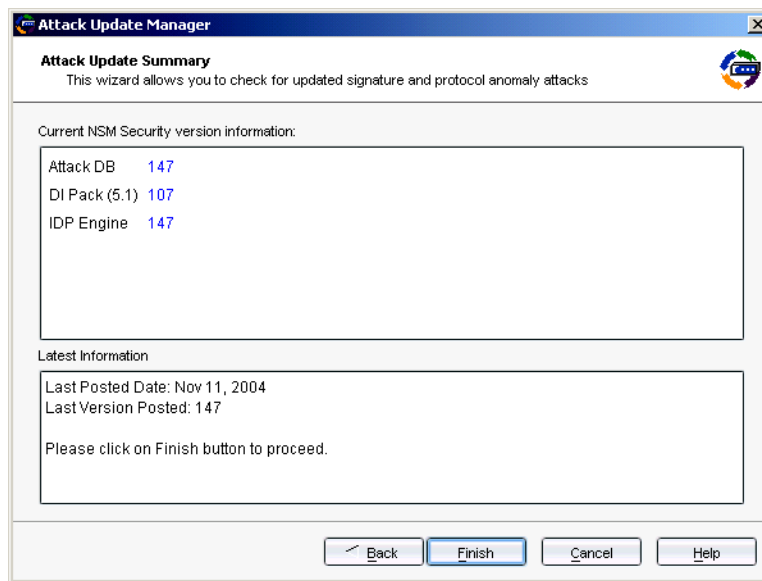 Attack Update Manager
Attack Update Summary
This wizard allows you to check for updated signature and protocol anomaly attacks
Current NSM Security version information:
Attack DB 147
DI Pack (5.1) 107
IDP Engine 147
Latest Information
Last Posted Date: Nov 11, 2004
Last Version Posted: 147
Please click on Finish button to proceed.
Back Finish Cancel Help